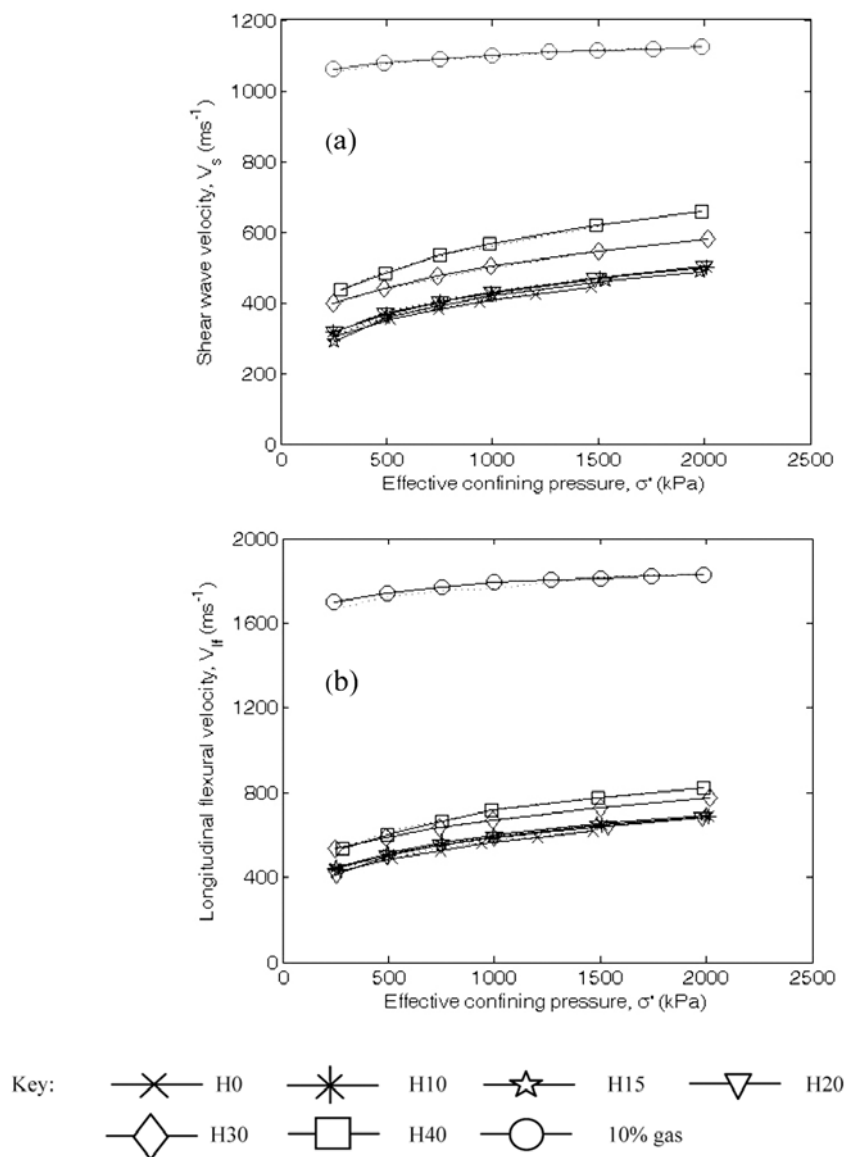 1200
1000
800
600
400
200
0
Shear wave velocity, V_s (ms⁻¹)
(a)
0 500 1000 1500 2000 2500
Effective confining pressure, σ' (kPa)
2000
1600
1200
800
400
0
Longitudinal flexural velocity, V_lf (ms⁻¹)
(b)
0 500 1000 1500 2000 2500
Effective confining pressure, σ' (kPa)
Key: H0 H10 H15 H20
H30 H40 10% gas